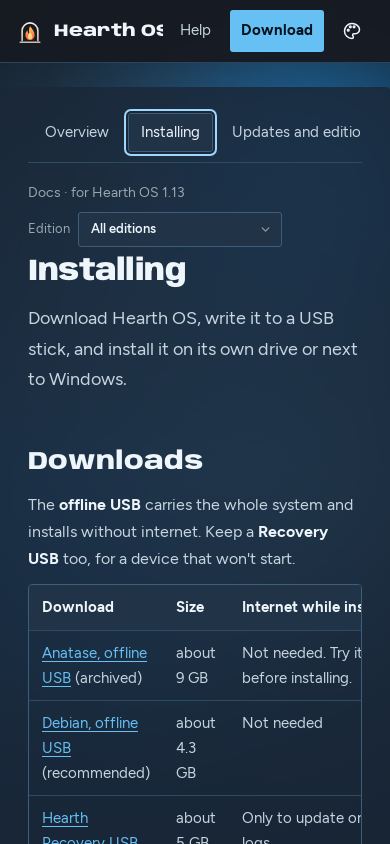 Hearth OS Help Download
Overview Installing Updates and editio
Docs · for Hearth OS 1.13
Edition All editions
Installing
Download Hearth OS, write it to a USB
stick, and install it on its own drive or next
to Windows.
Downloads
The offline USB carries the whole system and
installs without internet. Keep a Recovery
USB too, for a device that won't start.
Download Size Internet while ins
Anatase, offline about Not needed. Try it
USB (archived) 9 GB before installing.
Debian, offline about Not needed
USB 4.3
(recommended) GB
Hearth about Only to update or
Recovery USB 5 GB logs